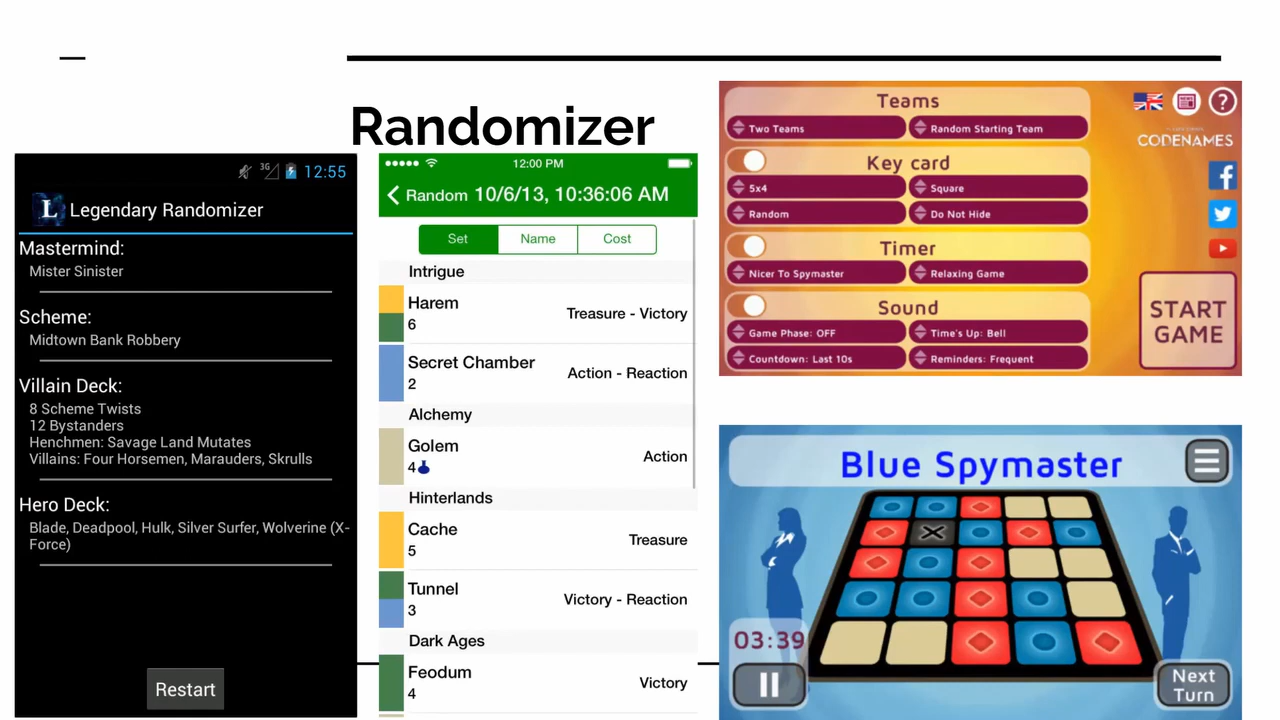 Randomizer
3G 12:55
L Legendary Randomizer
Mastermind:
Mister Sinister
Scheme:
Midtown Bank Robbery
Villain Deck:
8 Scheme Twists
12 Bystanders
Henchmen: Savage Land Mutates
Villains: Four Horsemen, Marauders, Skrulls
Hero Deck:
Blade, Deadpool, Hulk, Silver Surfer, Wolverine (X-
Force)
Restart
12:00 PM
Random 10/6/13, 10:36:06 AM
Set Name Cost
Intrigue
Harem
6
Treasure - Victory
Secret Chamber
2
Action - Reaction
Alchemy
Golem
4
Action
Hinterlands
Cache
5
Treasure
Tunnel
3
Victory - Reaction
Dark Ages
Feodum
4
Victory
Teams
Two Teams Random Starting Team
Key card
5x4 Square
Random Do Not Hide
Timer
Nicer To Spymaster Relaxing Game
Sound
Game Phase: OFF Time's Up: Bell
Countdown: Last 10s Reminders: Frequent
?
CODENAMES
START
GAME
Blue Spymaster
03:39
Next
Turn